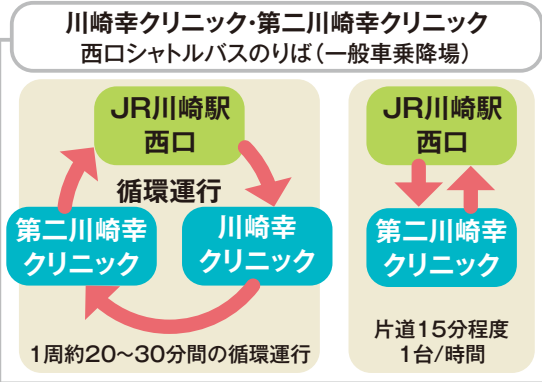 川崎幸クリニック・第二川崎幸クリニック
西口シャトルバスのりば（一般車乗降場）
JR川崎駅
西口
循環運行
第二川崎幸
クリニック
川崎幸
クリニック
1周約20〜30分間の循環運行
JR川崎駅
西口
第二川崎幸
クリニック
片道15分程度
1台/時間